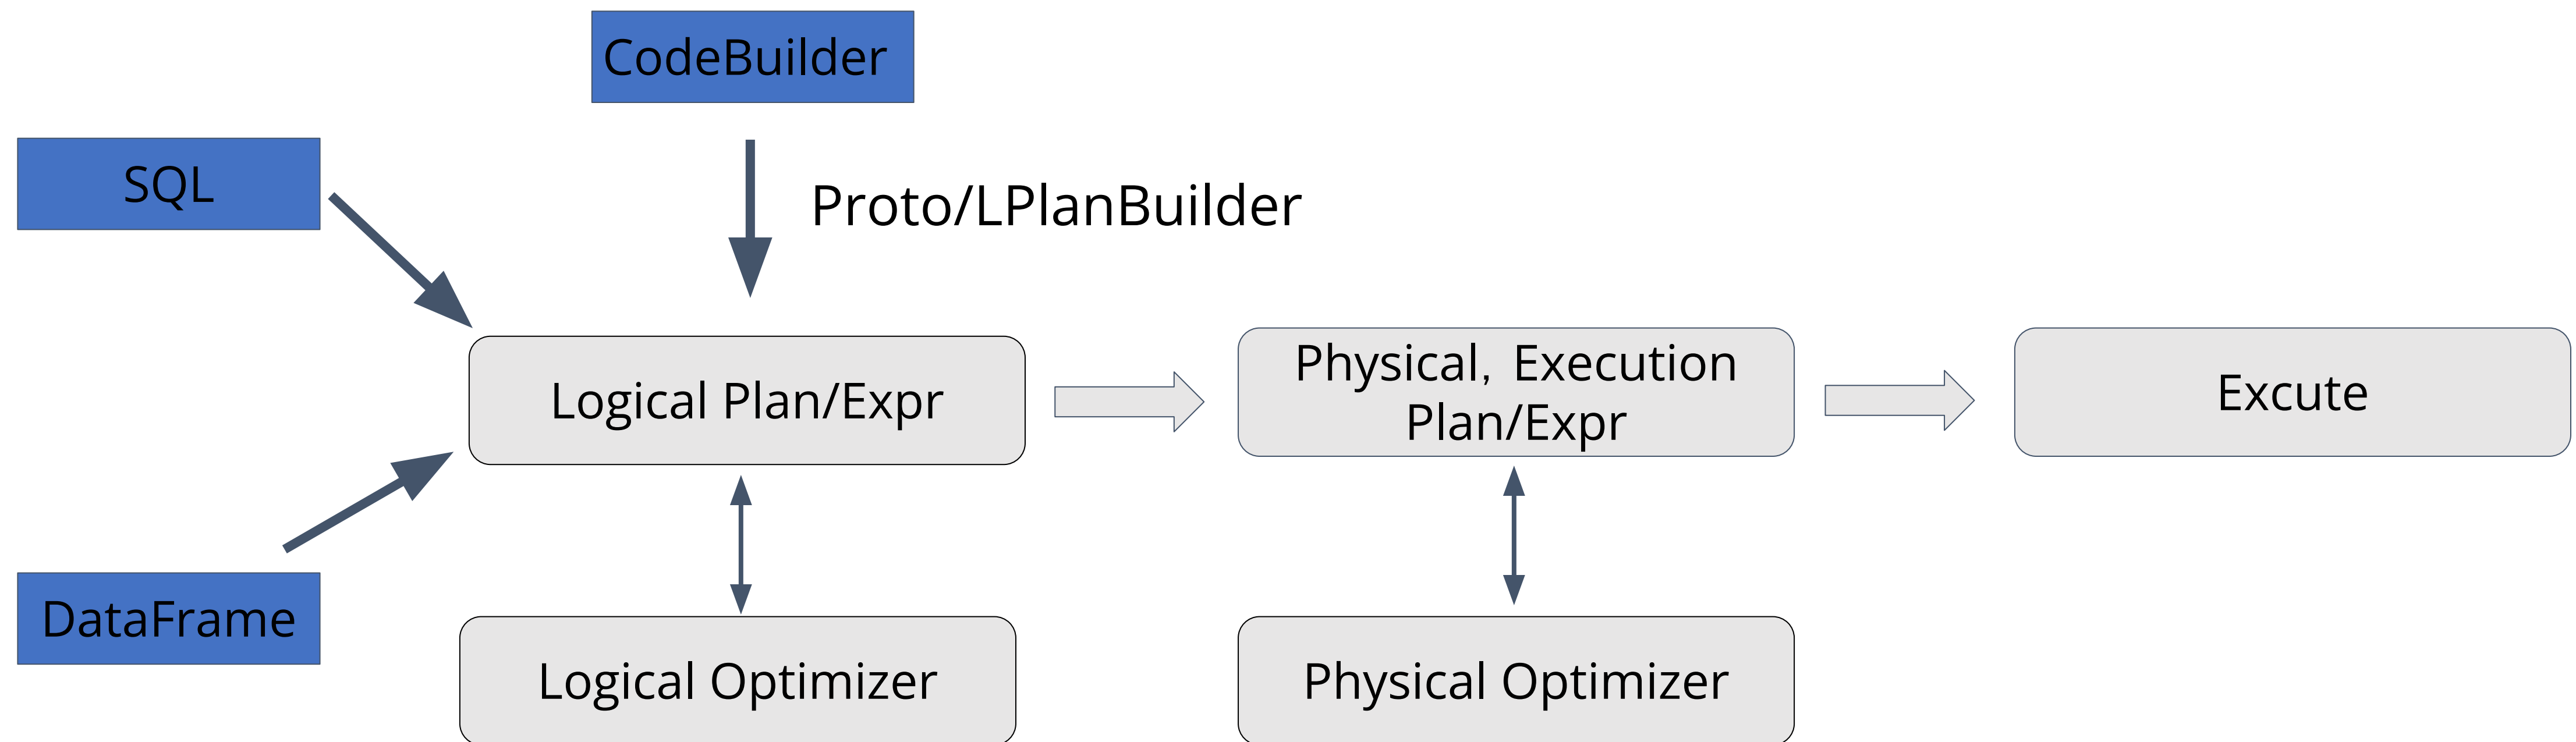 CodeBuilder
SQL
Proto/LPlanBuilder
Logical Plan/Expr
Physical, Execution
Plan/Expr
Excute
DataFrame
Logical Optimizer
Physical Optimizer